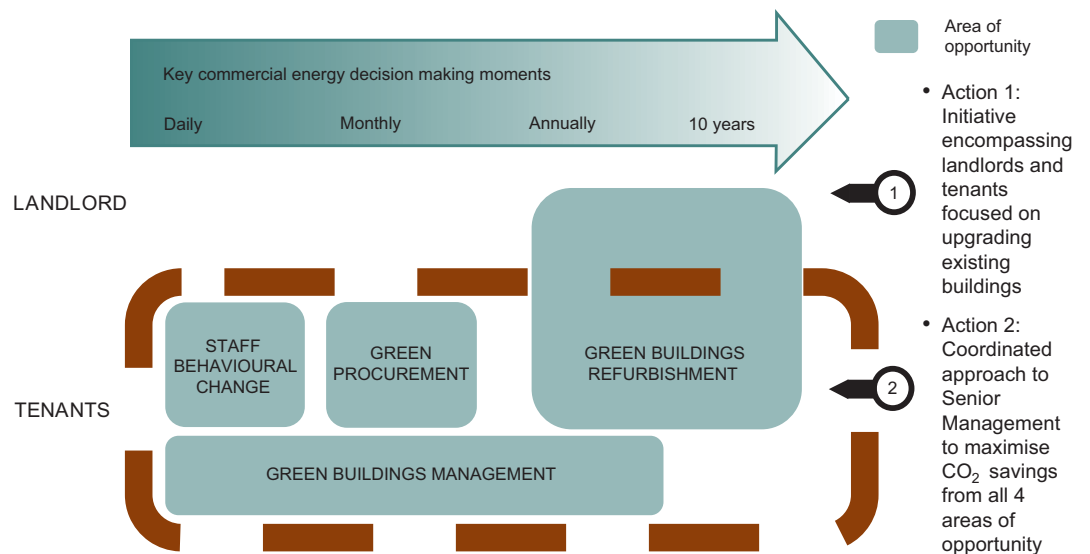 Key commercial energy decision making moments
Daily Monthly Annually 10 years
Area of
opportunity
LANDLORD
TENANTS
STAFF
BEHAVIOURAL
CHANGE
GREEN
PROCUREMENT
GREEN BUILDINGS
REFURBISHMENT
GREEN BUILDINGS MANAGEMENT
1
• Action 1:
Initiative
encompassing
landlords and
tenants
focused on
upgrading
existing
buildings
2
• Action 2:
Coordinated
approach to
Senior
Management
to maximise
CO₂ savings
from all 4
areas of
opportunity